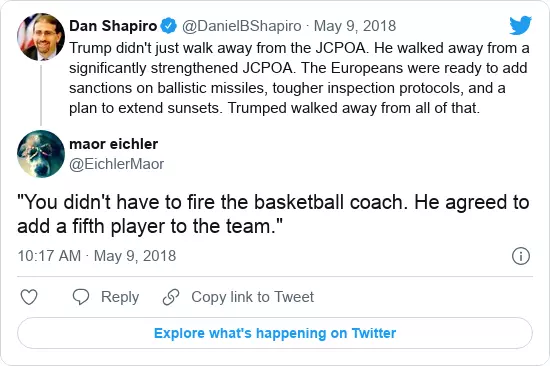 Dan Shapiro @DanielBShapiro · May 9, 2018
Trump didn't just walk away from the JCPOA. He walked away from a
significantly strengthened JCPOA. The Europeans were ready to add
sanctions on ballistic missiles, tougher inspection protocols, and a
plan to extend sunsets. Trumped walked away from all of that.
maor eichler
@EichlerMaor
"You didn't have to fire the basketball coach. He agreed to
add a fifth player to the team."
10:17 AM · May 9, 2018
Reply Copy link to Tweet
Explore what's happening on Twitter